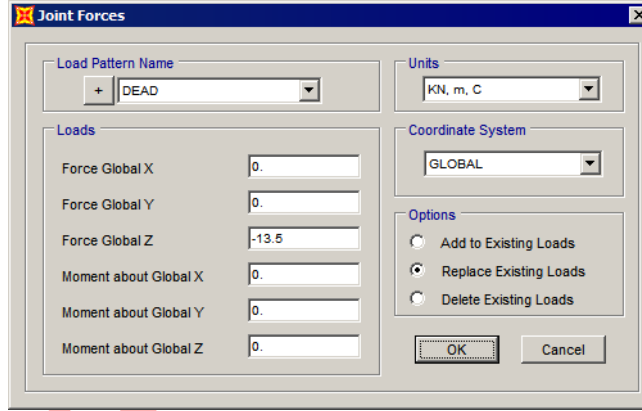 Joint Forces
Load Pattern Name
+ DEAD
Units
KN, m, C
Loads
Force Global X 0.
Force Global Y 0.
Force Global Z -13.5
Moment about Global X 0.
Moment about Global Y 0.
Moment about Global Z 0.
Coordinate System
GLOBAL
Options
Add to Existing Loads
Replace Existing Loads
Delete Existing Loads
OK Cancel